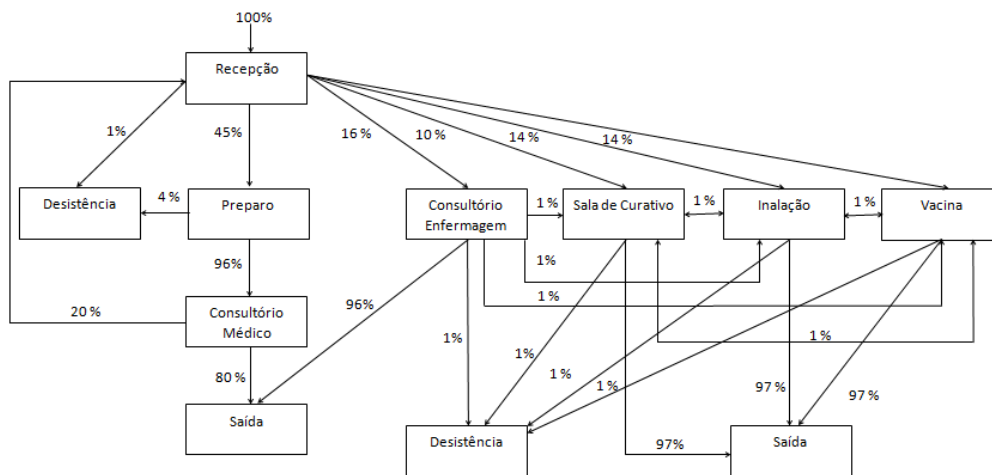 100%
Recepção
1%
45%
16 %
10 %
14 %
14 %
Desistência
4 %
Preparo
Consultório
Enfermagem
1 %
Sala de Curativo
1 %
Inalação
1 %
Vacina
96%
1%
20 %
Consultório
Médico
96%
1 %
1%
1%
1 %
1 %
1 %
80 %
97 %
97 %
Saída
Desistência
97%
Saída